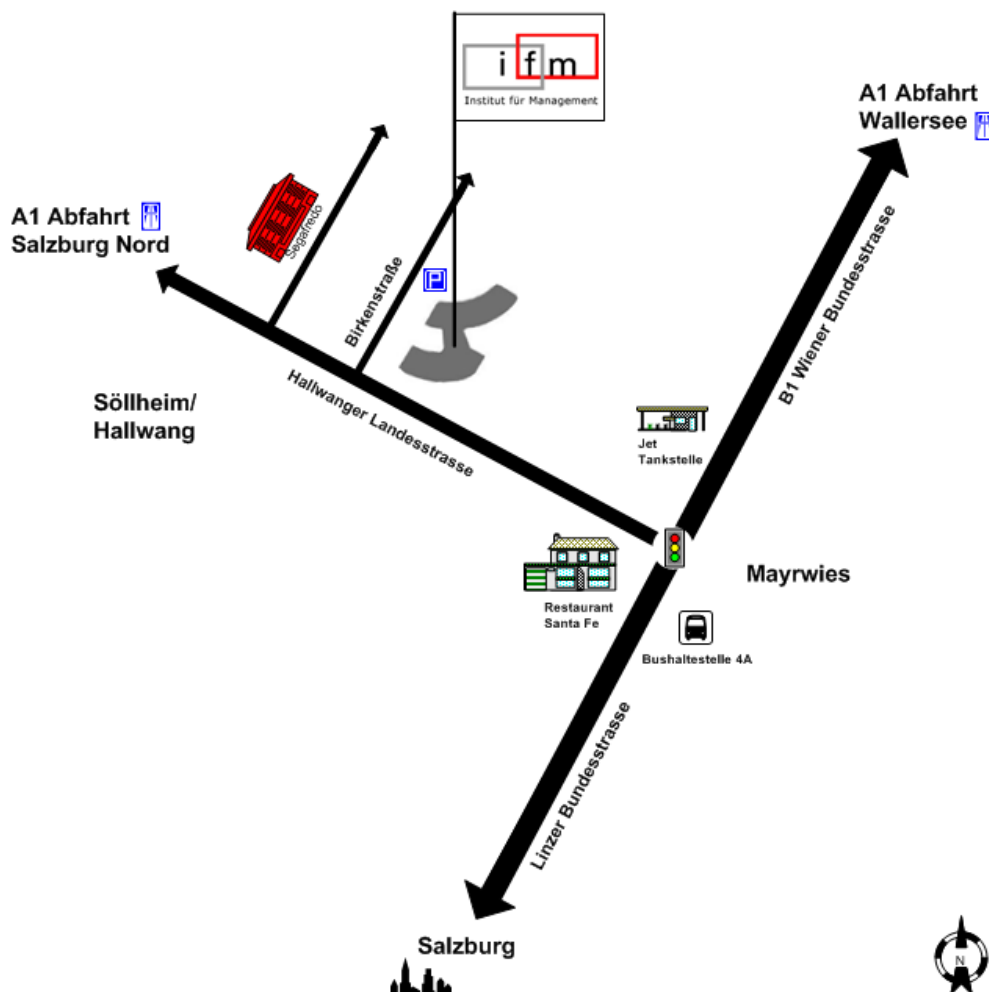 ifm
Institut für Management
A1 Abfahrt
Wallersee
A1 Abfahrt
Salzburg Nord
Segafredo
Birkenstraße
P
B1 Wiener Bundesstrasse
Söllheim/
Hallwang
Hallwanger Landesstrasse
Jet
Tankstelle
Mayrwies
Restaurant
Santa Fe
Bushaltestelle 4A
Linzer Bundesstrasse
Salzburg
N